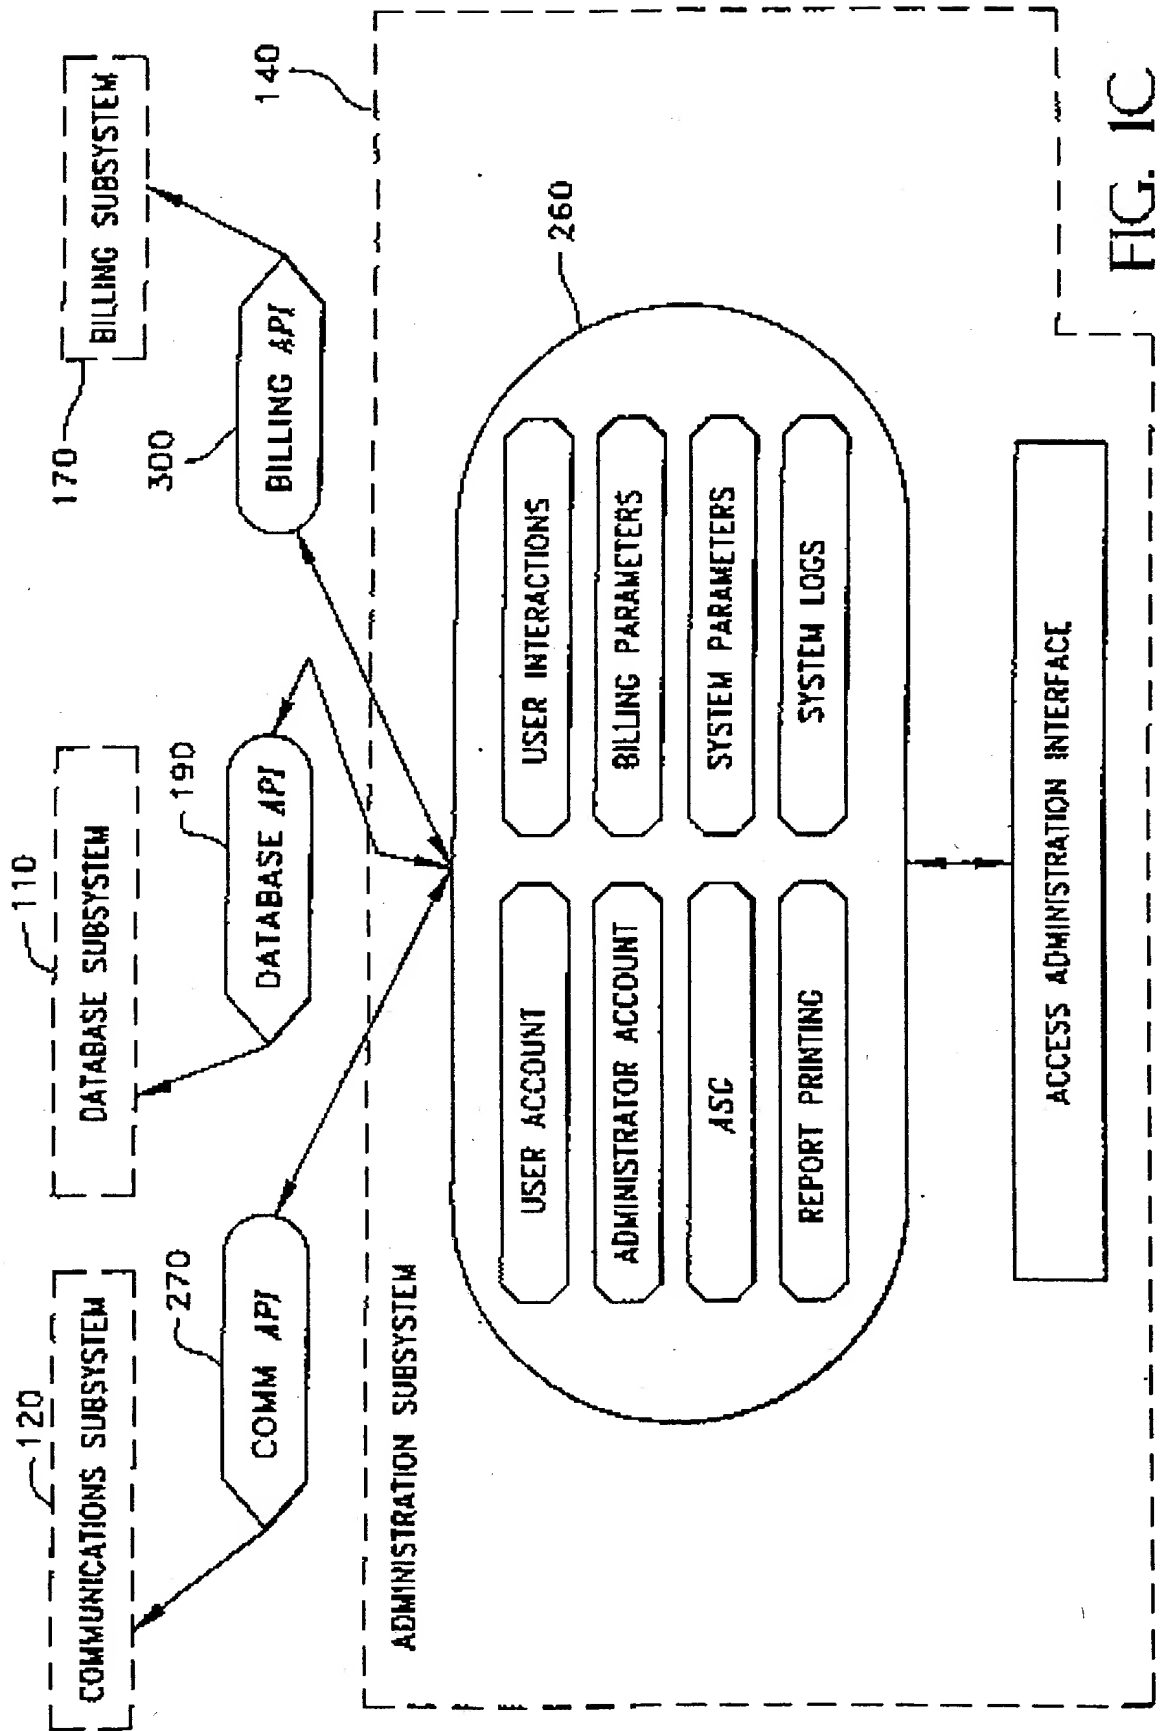 120
COMMUNICATIONS SUBSYSTEM
110
DATABASE SUBSYSTEM
170
BILLING SUBSYSTEM
270
COMM API
190
DATABASE API
300
BILLING API
140
ADMINISTRATION SUBSYSTEM
260
USER ACCOUNT
USER INTERACTIONS
ADMINISTRATOR ACCOUNT
BILLING PARAMETERS
ASC
SYSTEM PARAMETERS
REPORT PRINTING
SYSTEM LOGS
ACCESS ADMINISTRATION INTERFACE
FIG. 1C